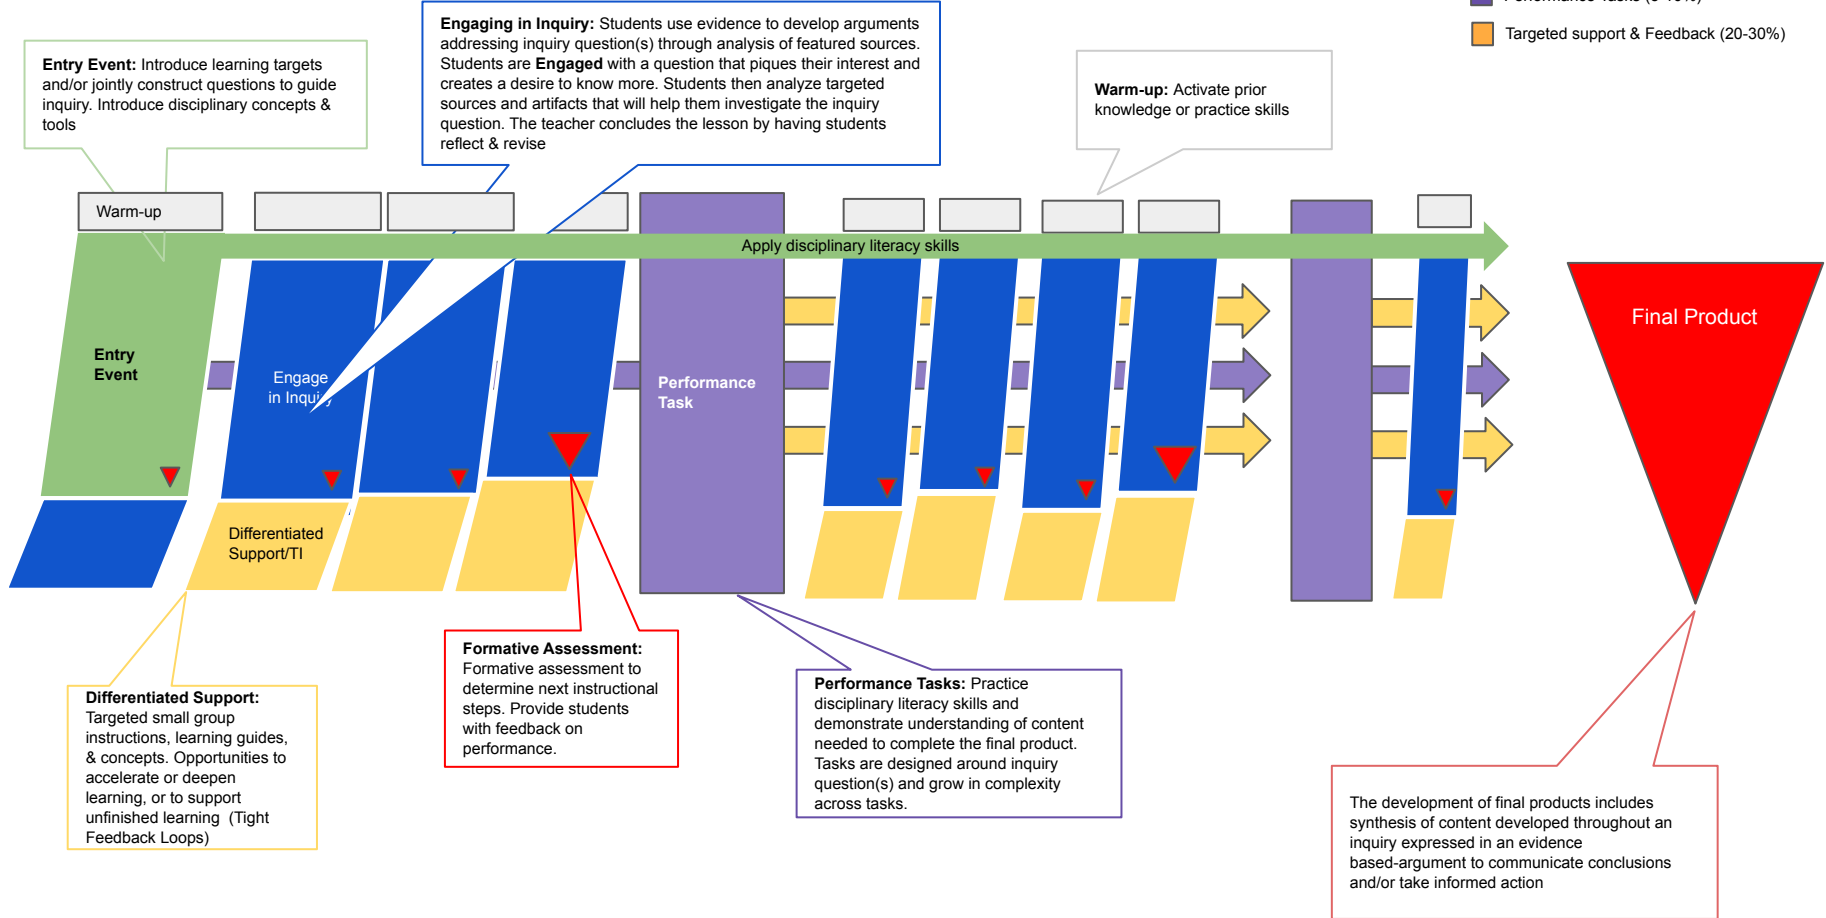 Performance Tasks (5-10%)
Targeted support & Feedback (20-30%)
Engaging in Inquiry: Students use evidence to develop arguments
addressing inquiry question(s) through analysis of featured sources.
Students are Engaged with a question that piques their interest and
creates a desire to know more. Students then analyze targeted
sources and artifacts that will help them investigate the inquiry
question. The teacher concludes the lesson by having students
reflect & revise
Entry Event: Introduce learning targets
and/or jointly construct questions to guide
inquiry. Introduce disciplinary concepts &
tools
Warm-up: Activate prior
knowledge or practice skills
Warm-up
Apply disciplinary literacy skills
Entry
Event
Engage
in Inquiry
Performance
Task
Final Product
Differentiated
Support/TI
Differentiated Support:
Targeted small group
instructions, learning guides,
& concepts. Opportunities to
accelerate or deepen
learning, or to support
unfinished learning (Tight
Feedback Loops)
Formative Assessment:
Formative assessment to
determine next instructional
steps. Provide students
with feedback on
performance.
Performance Tasks: Practice
disciplinary literacy skills and
demonstrate understanding of content
needed to complete the final product.
Tasks are designed around inquiry
question(s) and grow in complexity
across tasks.
The development of final products includes
synthesis of content developed throughout an
inquiry expressed in an evidence
based-argument to communicate conclusions
and/or take informed action